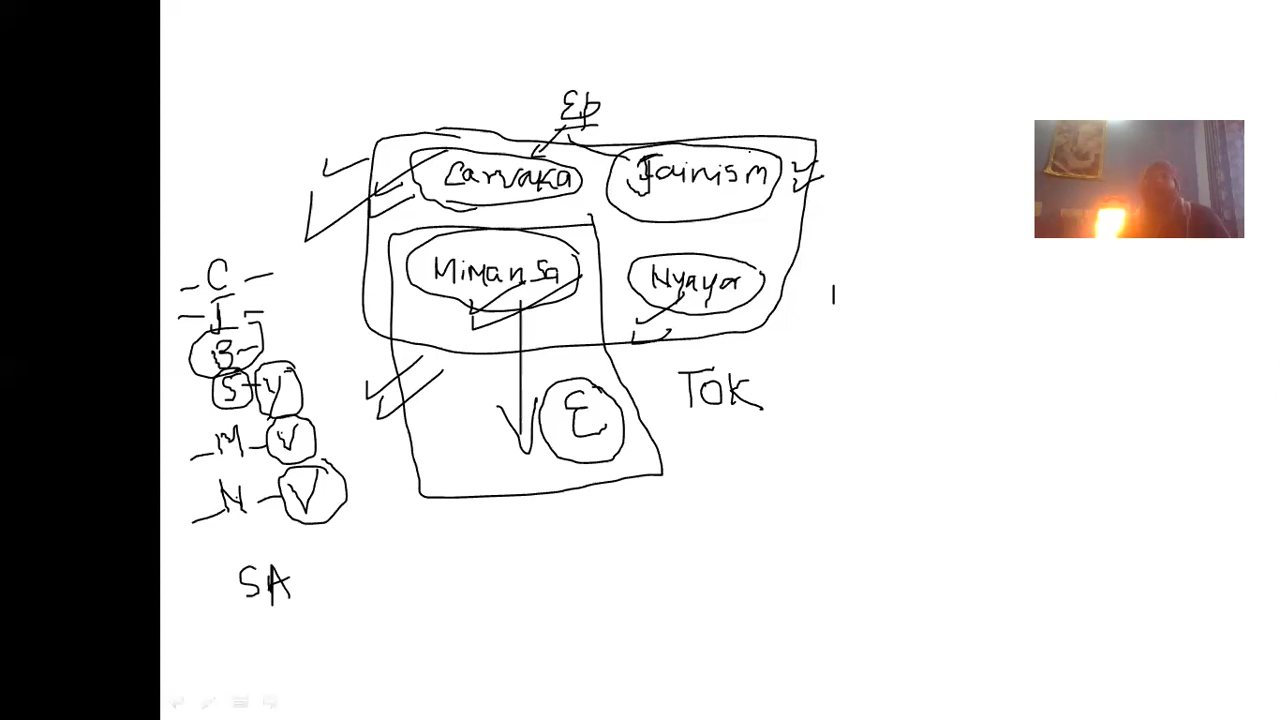 Ep
Carvaka Jainism
Mimansa Nyaya
C
J
B
S - Y
M - V
N - V
E
TOK
SA